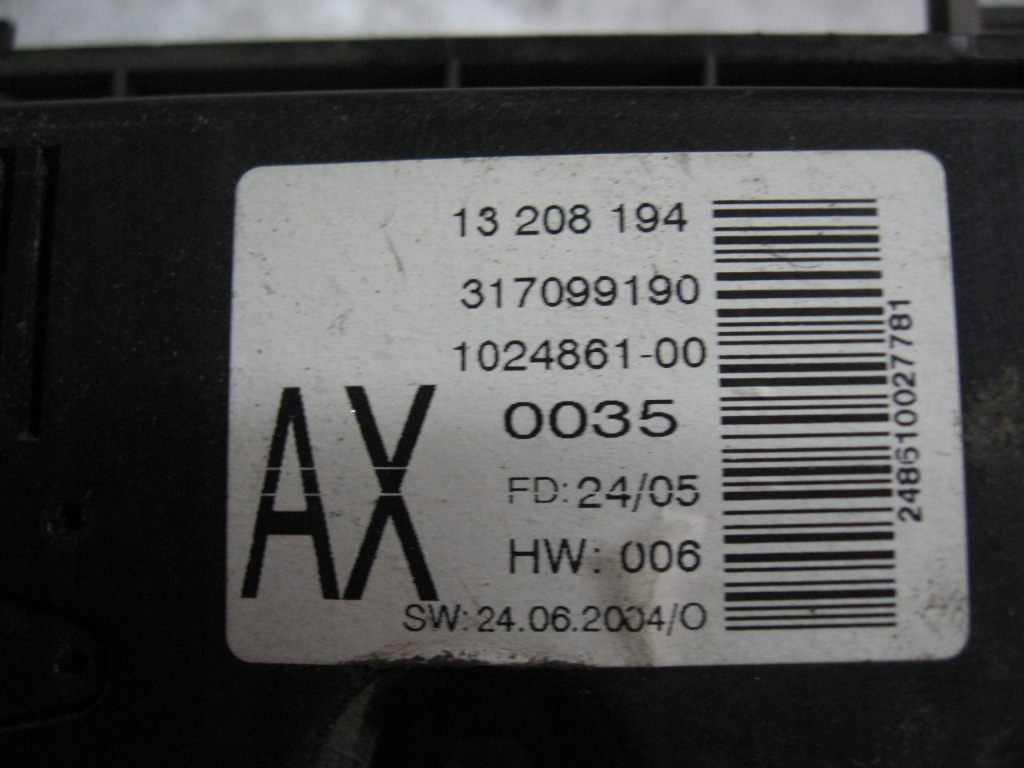 13 208 194
317099190
1024861-00
AX
0035
FD: 24/05
HW: 006
SW: 24.06.2004/O
248610027781